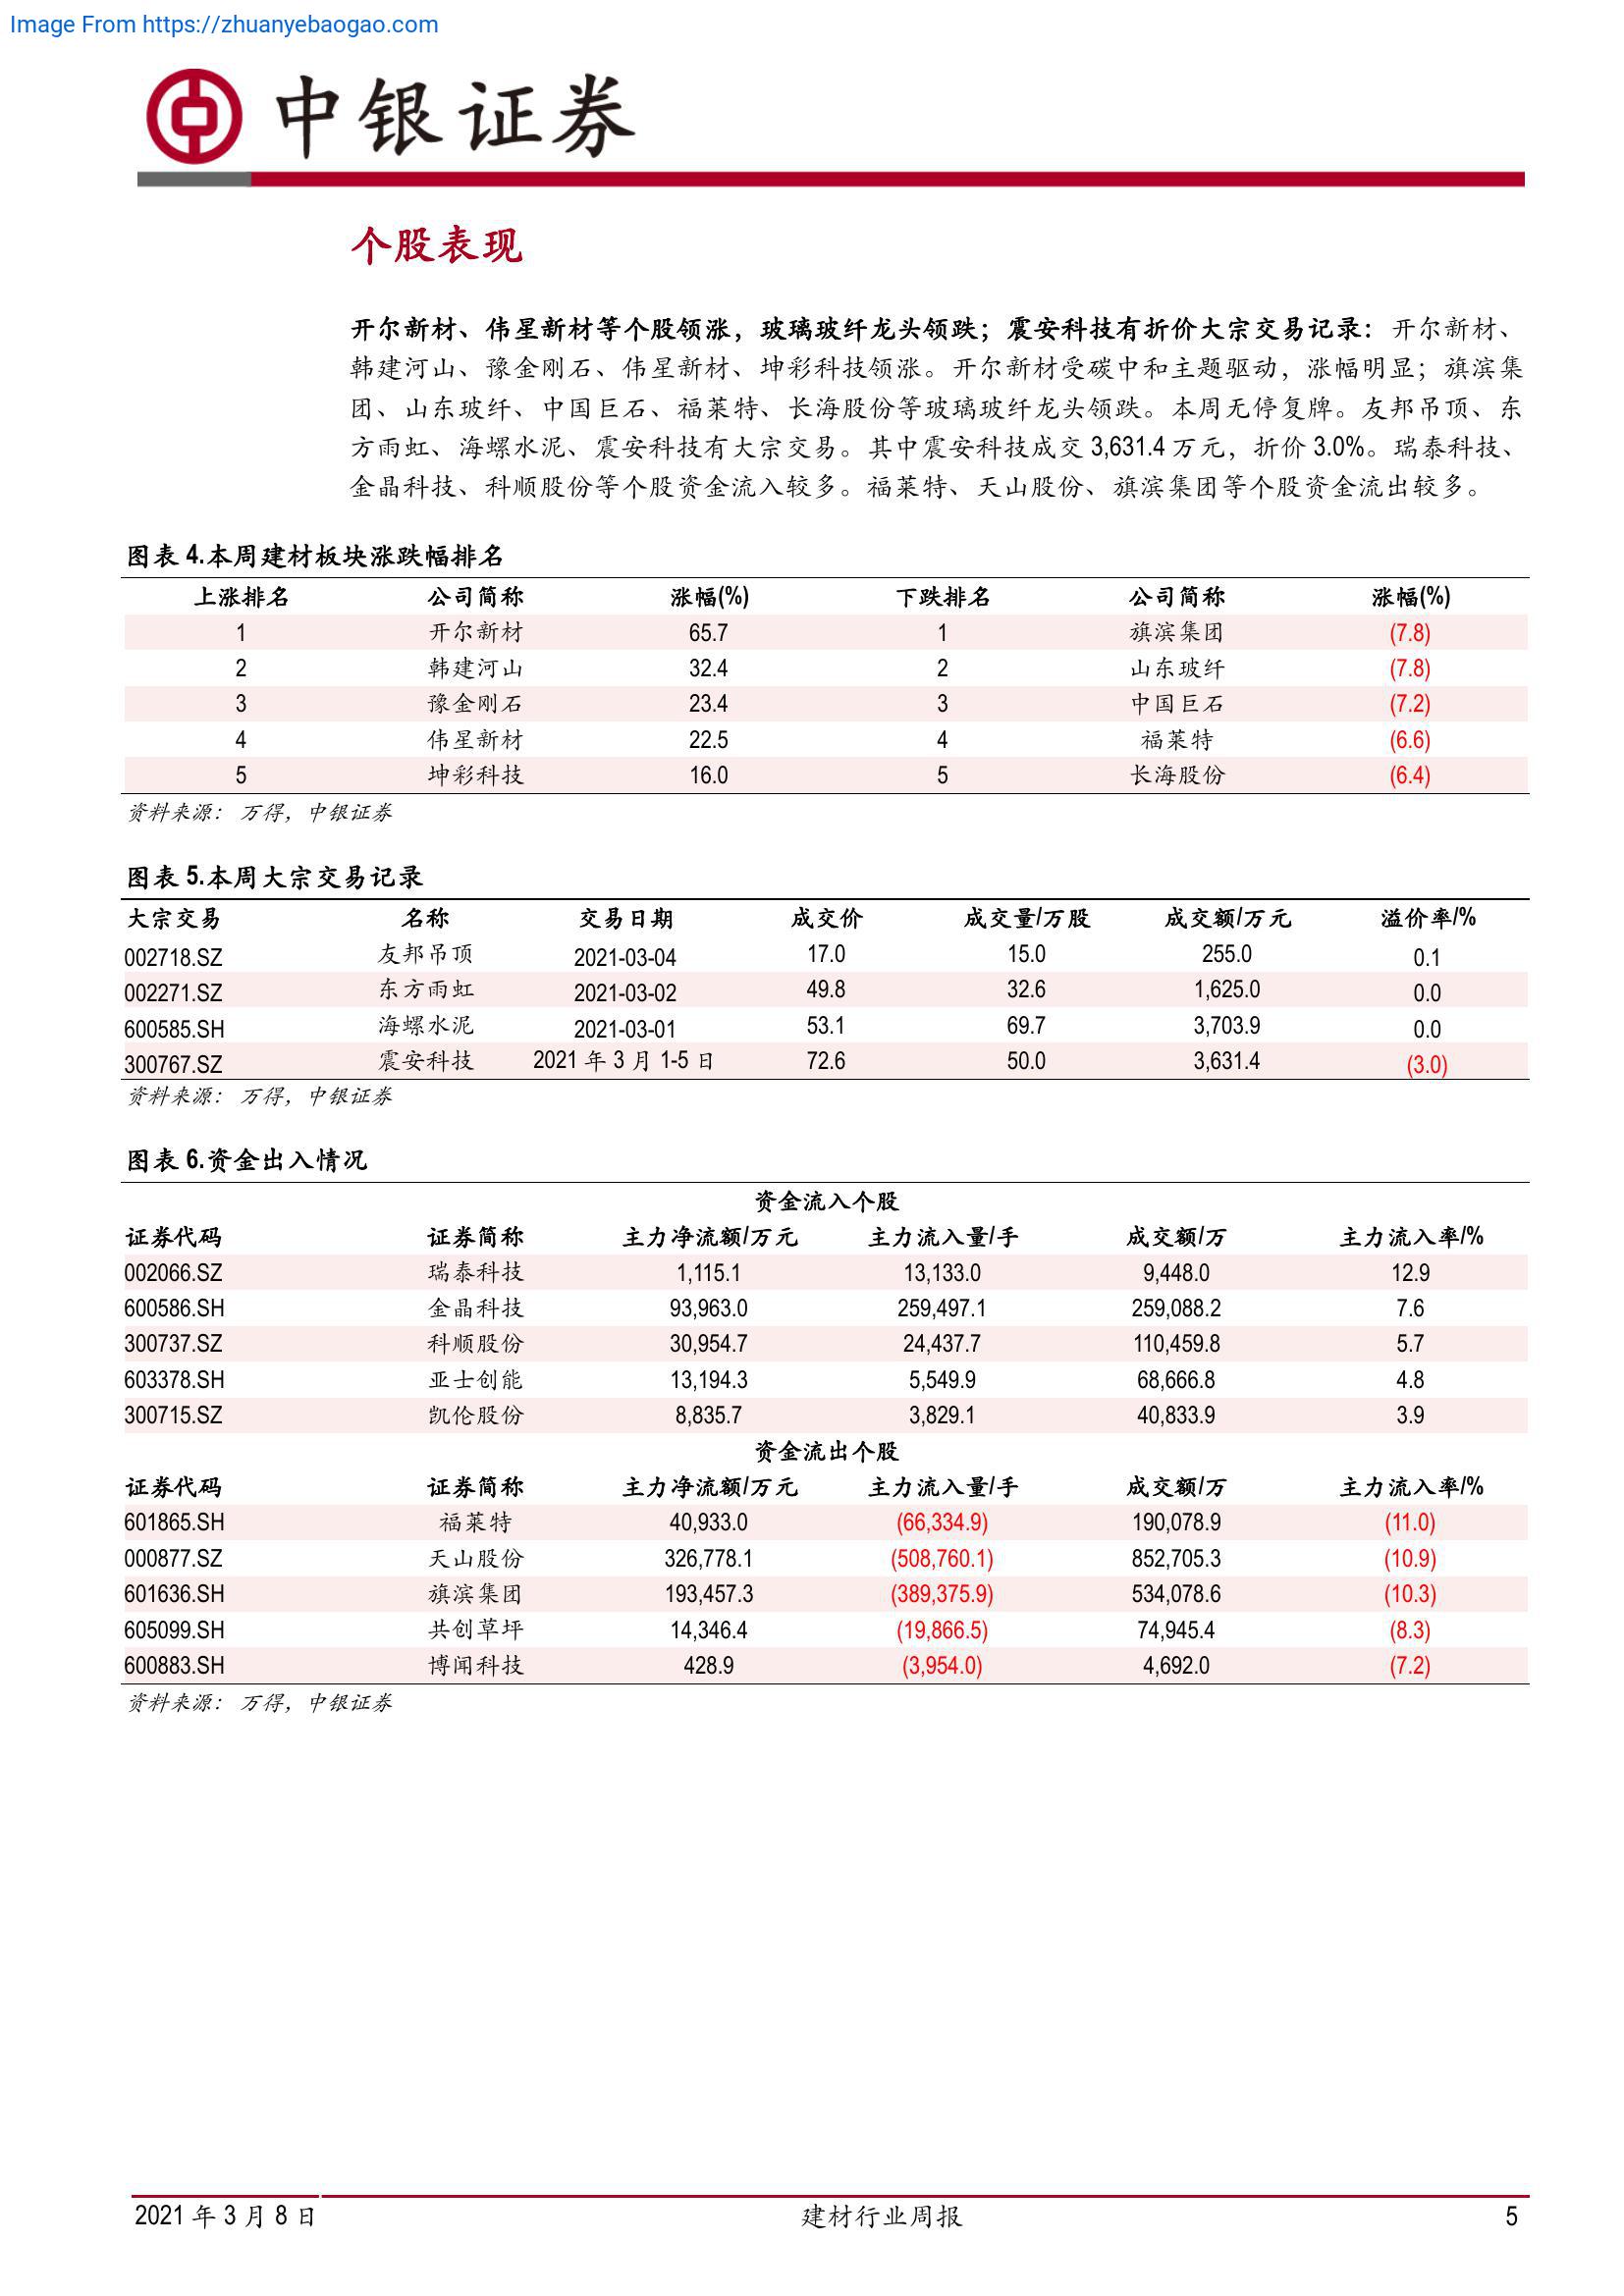 Image From https://zhuanyebaogao.com
中银证券
个股表现
开尔新材、伟星新材等个股领涨，玻璃玻纤龙头领跌；震安科技有折价大宗交易记录：开尔新材、
韩建河山、豫金刚石、伟星新材、坤彩科技领涨。开尔新材受碳中和主题驱动，涨幅明显；旗滨集
团、山东玻纤、中国巨石、福莱特、长海股份等玻璃玻纤龙头领跌。本周无停复牌。友邦吊顶、东
方雨虹、海螺水泥、震安科技有大宗交易。其中震安科技成交 3,631.4 万元，折价 3.0%。瑞泰科技、
金晶科技、科顺股份等个股资金流入较多。福莱特、天山股份、旗滨集团等个股资金流出较多。
图表 4.本周建材板块涨跌幅排名
上涨排名 公司简称 涨幅(%) 下跌排名 公司简称 涨幅(%)
1 开尔新材 65.7 1 旗滨集团 (7.8)
2 韩建河山 32.4 2 山东玻纤 (7.8)
3 豫金刚石 23.4 3 中国巨石 (7.2)
4 伟星新材 22.5 4 福莱特 (6.6)
5 坤彩科技 16.0 5 长海股份 (6.4)
资料来源：万得，中银证券
图表 5.本周大宗交易记录
大宗交易 名称 交易日期 成交价 成交量/万股 成交额/万元 溢价率/%
002718.SZ 友邦吊顶 2021-03-04 17.0 15.0 255.0 0.1
002271.SZ 东方雨虹 2021-03-02 49.8 32.6 1,625.0 0.0
600585.SH 海螺水泥 2021-03-01 53.1 69.7 3,703.9 0.0
300767.SZ 震安科技 2021 年 3 月 1-5 日 72.6 50.0 3,631.4 (3.0)
资料来源：万得，中银证券
图表 6.资金出入情况
资金流入个股
证券代码 证券简称 主力净流额/万元 主力流入量/手 成交额/万 主力流入率/%
002066.SZ 瑞泰科技 1,115.1 13,133.0 9,448.0 12.9
600586.SH 金晶科技 93,963.0 259,497.1 259,088.2 7.6
300737.SZ 科顺股份 30,954.7 24,437.7 110,459.8 5.7
603378.SH 亚士创能 13,194.3 5,549.9 68,666.8 4.8
300715.SZ 凯伦股份 8,835.7 3,829.1 40,833.9 3.9
资金流出个股
证券代码 证券简称 主力净流额/万元 主力流入量/手 成交额/万 主力流入率/%
601865.SH 福莱特 40,933.0 (66,334.9) 190,078.9 (11.0)
000877.SZ 天山股份 326,778.1 (508,760.1) 852,705.3 (10.9)
601636.SH 旗滨集团 193,457.3 (389,375.9) 534,078.6 (10.3)
605099.SH 共创草坪 14,346.4 (19,866.5) 74,945.4 (8.3)
600883.SH 博闻科技 428.9 (3,954.0) 4,692.0 (7.2)
资料来源：万得，中银证券
2021 年 3 月 8 日 建材行业周报 5